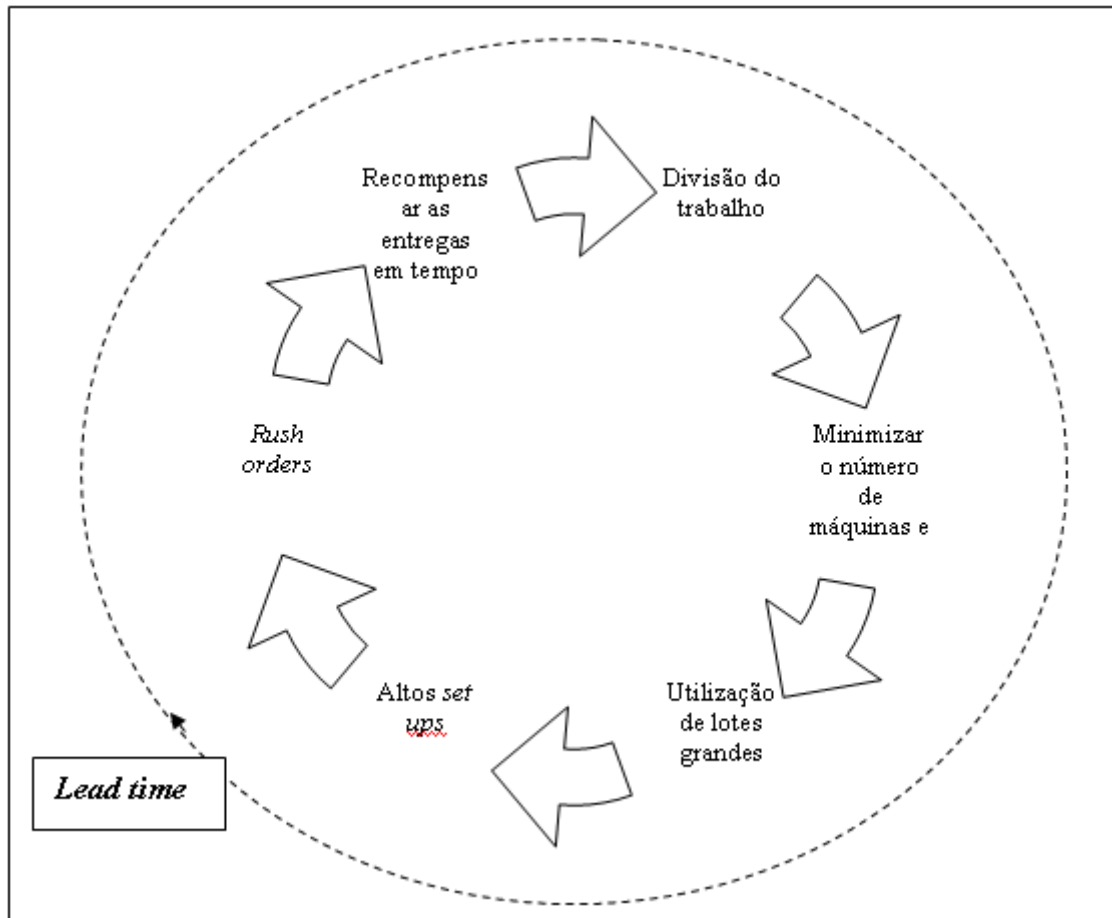 Recompens
ar as
entregas
em tempo
Divisão do
trabalho
Minimizar
o número
de
máquinas e
Utilização
de lotes
grandes
Altos set
ups
Rush
orders
Lead time